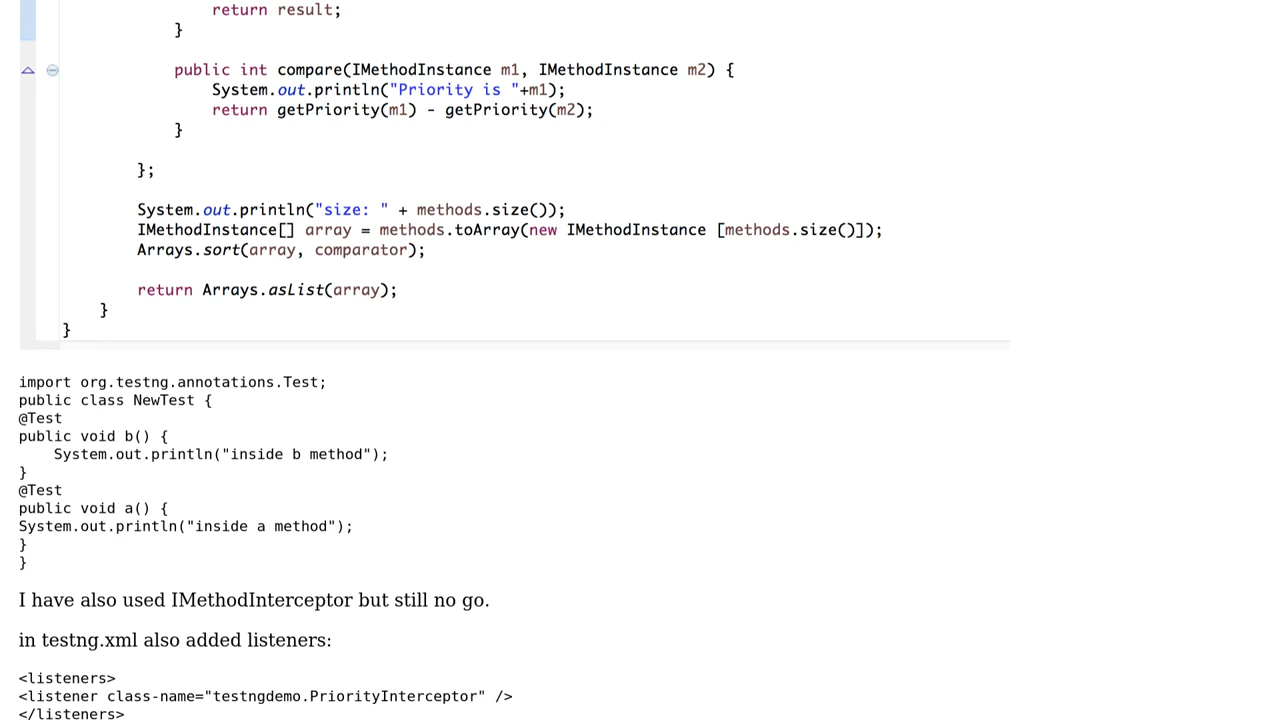 return result;
}
public int compare(IMethodInstance m1, IMethodInstance m2) {
System.out.println("Priority is "+m1);
return getPriority(m1) - getPriority(m2);
}
};
System.out.println("size: " + methods.size());
IMethodInstance[] array = methods.toArray(new IMethodInstance [methods.size()]);
Arrays.sort(array, comparator);
return Arrays.asList(array);
}
}
import org.testng.annotations.Test;
public class NewTest {
@Test
public void b() {
System.out.println("inside b method");
}
@Test
public void a() {
System.out.println("inside a method");
}
}
I have also used IMethodInterceptor but still no go.
in testng.xml also added listeners:
<listeners>
<listener class-name="testngdemo.PriorityInterceptor" />
</listeners>